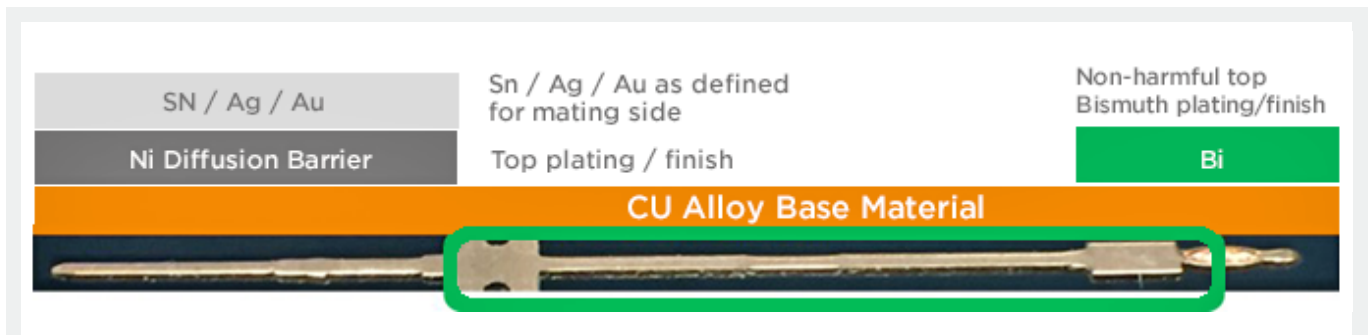 SN / Ag / Au
Ni Diffusion Barrier
Sn / Ag / Au as defined
for mating side
Top plating / finish
Non-harmful top
Bismuth plating/finish
Bi
CU Alloy Base Material